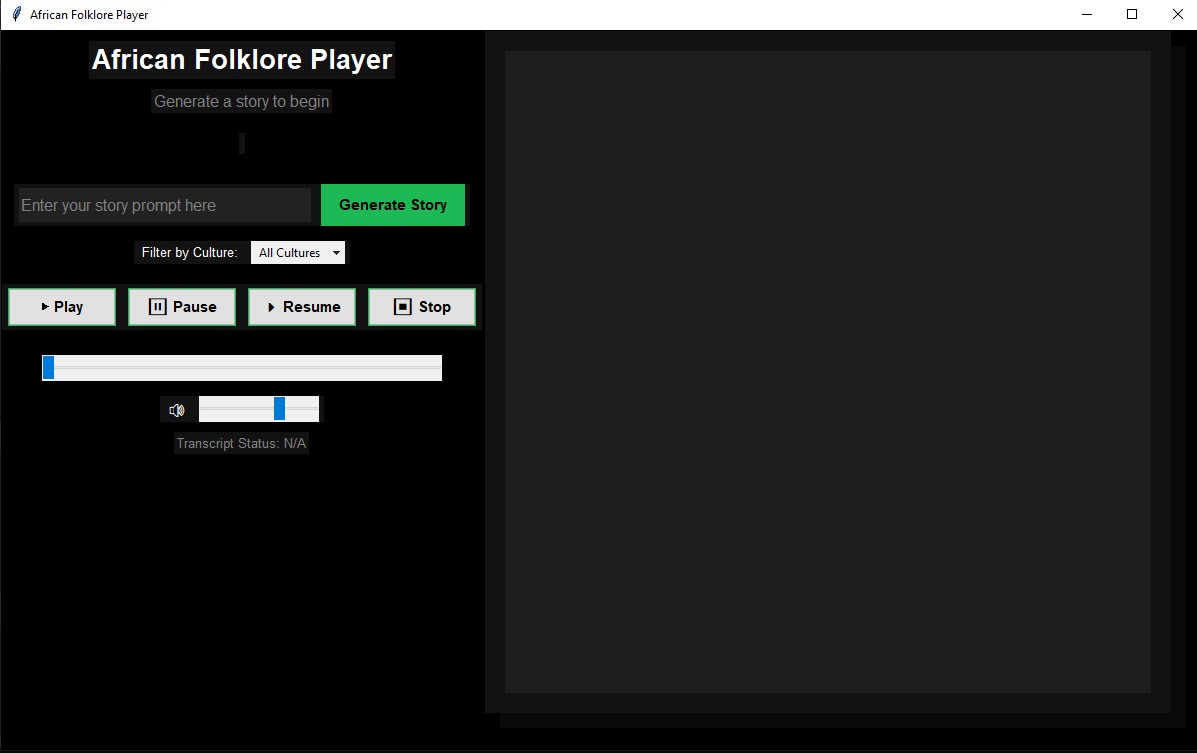 African Folklore Player
African Folklore Player
Generate a story to begin
Enter your story prompt here
Generate Story
Filter by Culture:
All Cultures
Play
Pause
Resume
Stop
Transcript Status: N/A